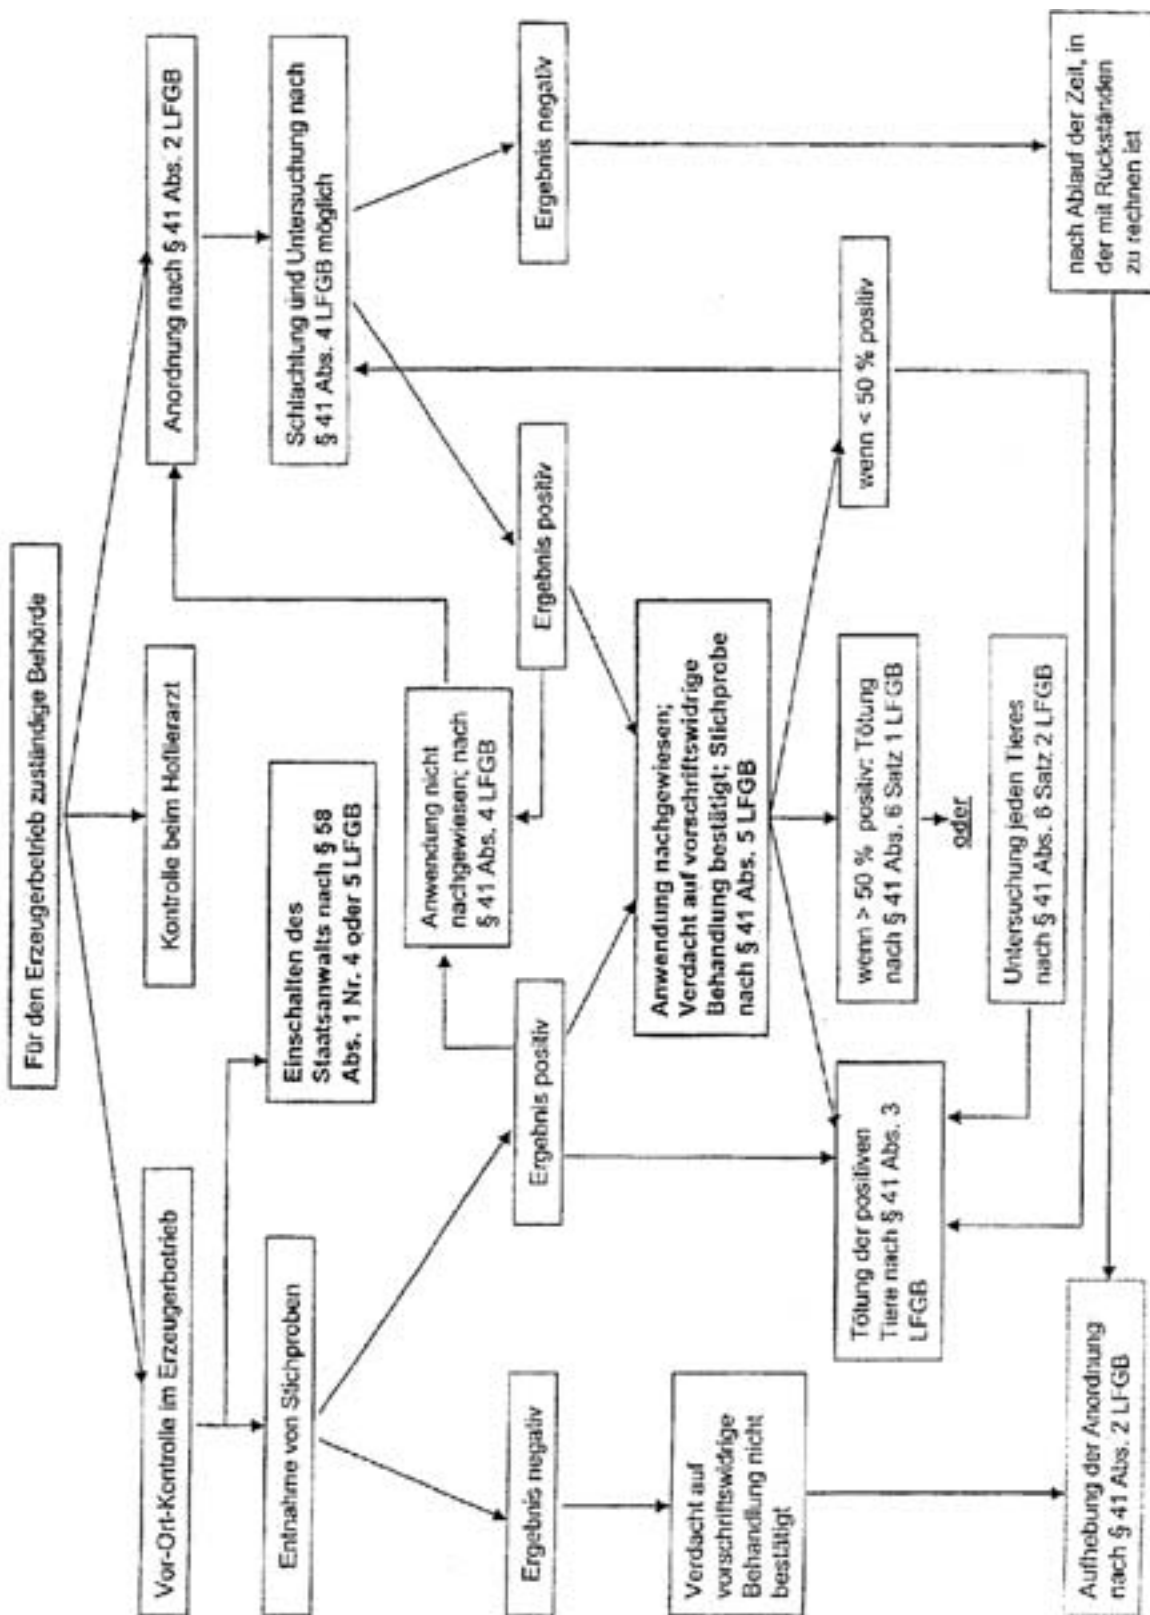 Für den Erzeugerbetrieb zuständige Behörde
Vor-Ort-Kontrolle im Erzeugerbetrieb
Kontrolle beim Hoftierarzt
Anordnung nach § 41 Abs. 2 LFGB
Entnahme von Stichproben
Einschalten des
Staatsanwalts nach § 58
Abs. 1 Nr. 4 oder 5 LFGB
Schlachtung und Untersuchung nach
§ 41 Abs. 4 LFGB möglich
Anwendung nicht
nachgewiesen; nach
§ 41 Abs. 4 LFGB
Ergebnis negativ
Ergebnis positiv
Ergebnis positiv
Ergebnis negativ
Verdacht auf
vorschriftswidrige
Behandlung nicht
bestätigt
Anwendung nachgewiesen;
Verdacht auf vorschriftswidrige
Behandlung bestätigt; Stichprobe
nach § 41 Abs. 5 LFGB
Tötung der positiven
Tiere nach § 41 Abs. 3
LFGB
wenn > 50 % positiv: Tötung
nach § 41 Abs. 6 Satz 1 LFGB
wenn < 50 % positiv
oder
Untersuchung jeden Tieres
nach § 41 Abs. 6 Satz 2 LFGB
Aufhebung der Anordnung
nach § 41 Abs. 2 LFGB
nach Ablauf der Zeit, in
der mit Rückständen
zu rechnen ist